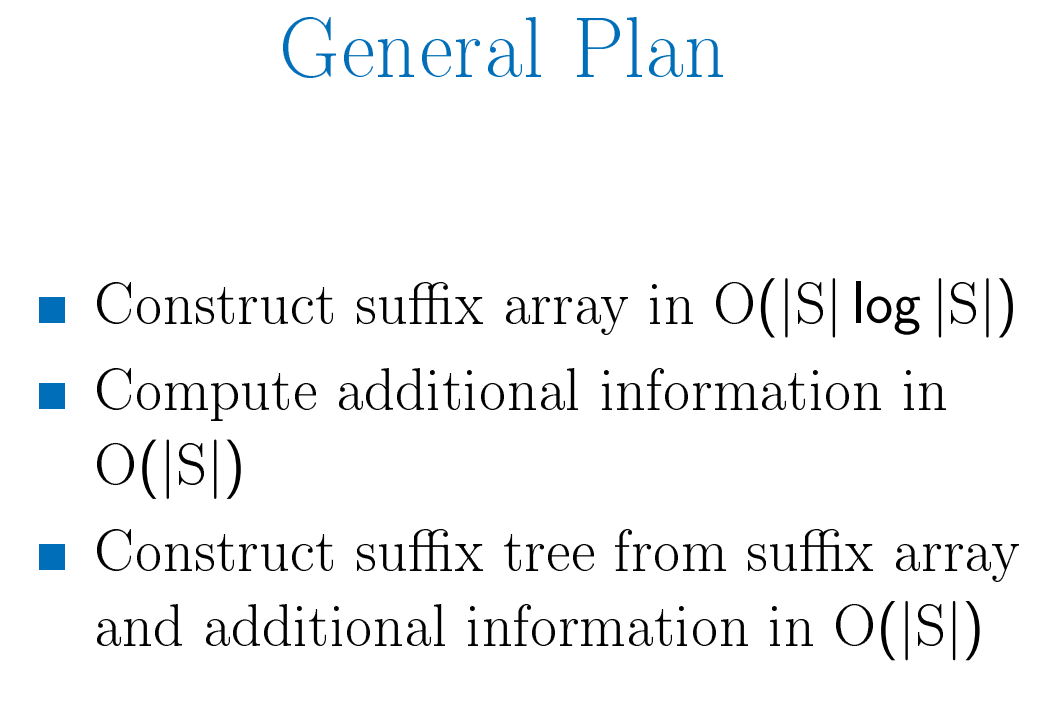 General Plan
Construct suffix array in O(|S| log |S|)
Compute additional information in
O(|S|)
Construct suffix tree from suffix array
and additional information in O(|S|)